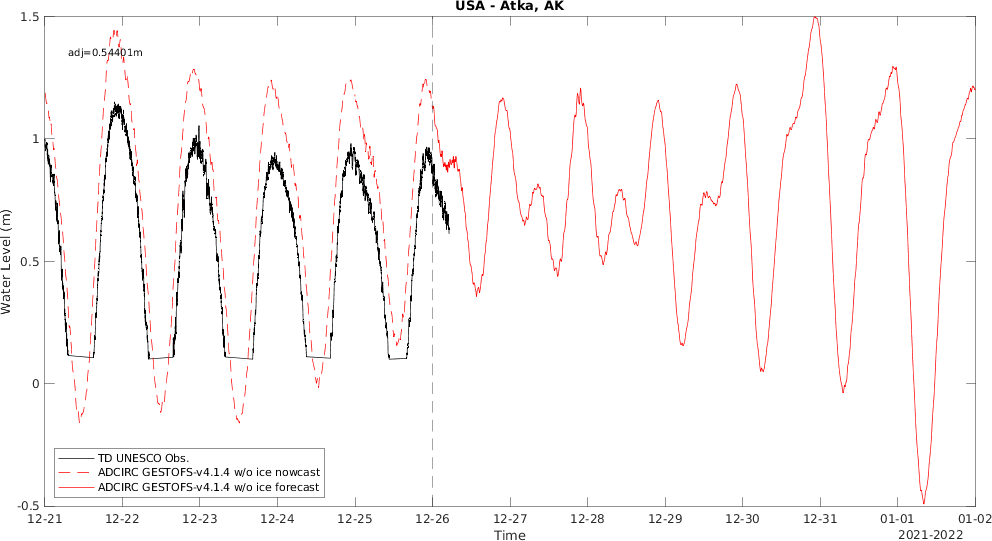 USA - Atka, AK
adj=0.54401m
Water Level (m)
1.5
1
0.5
0
-0.5
TD UNESCO Obs.
ADCIRC GESTOFS-v4.1.4 w/o ice nowcast
ADCIRC GESTOFS-v4.1.4 w/o ice forecast
12-21 12-22 12-23 12-24 12-25 12-26 12-27 12-28 12-29 12-30 12-31 01-01 01-02
Time
2021-2022